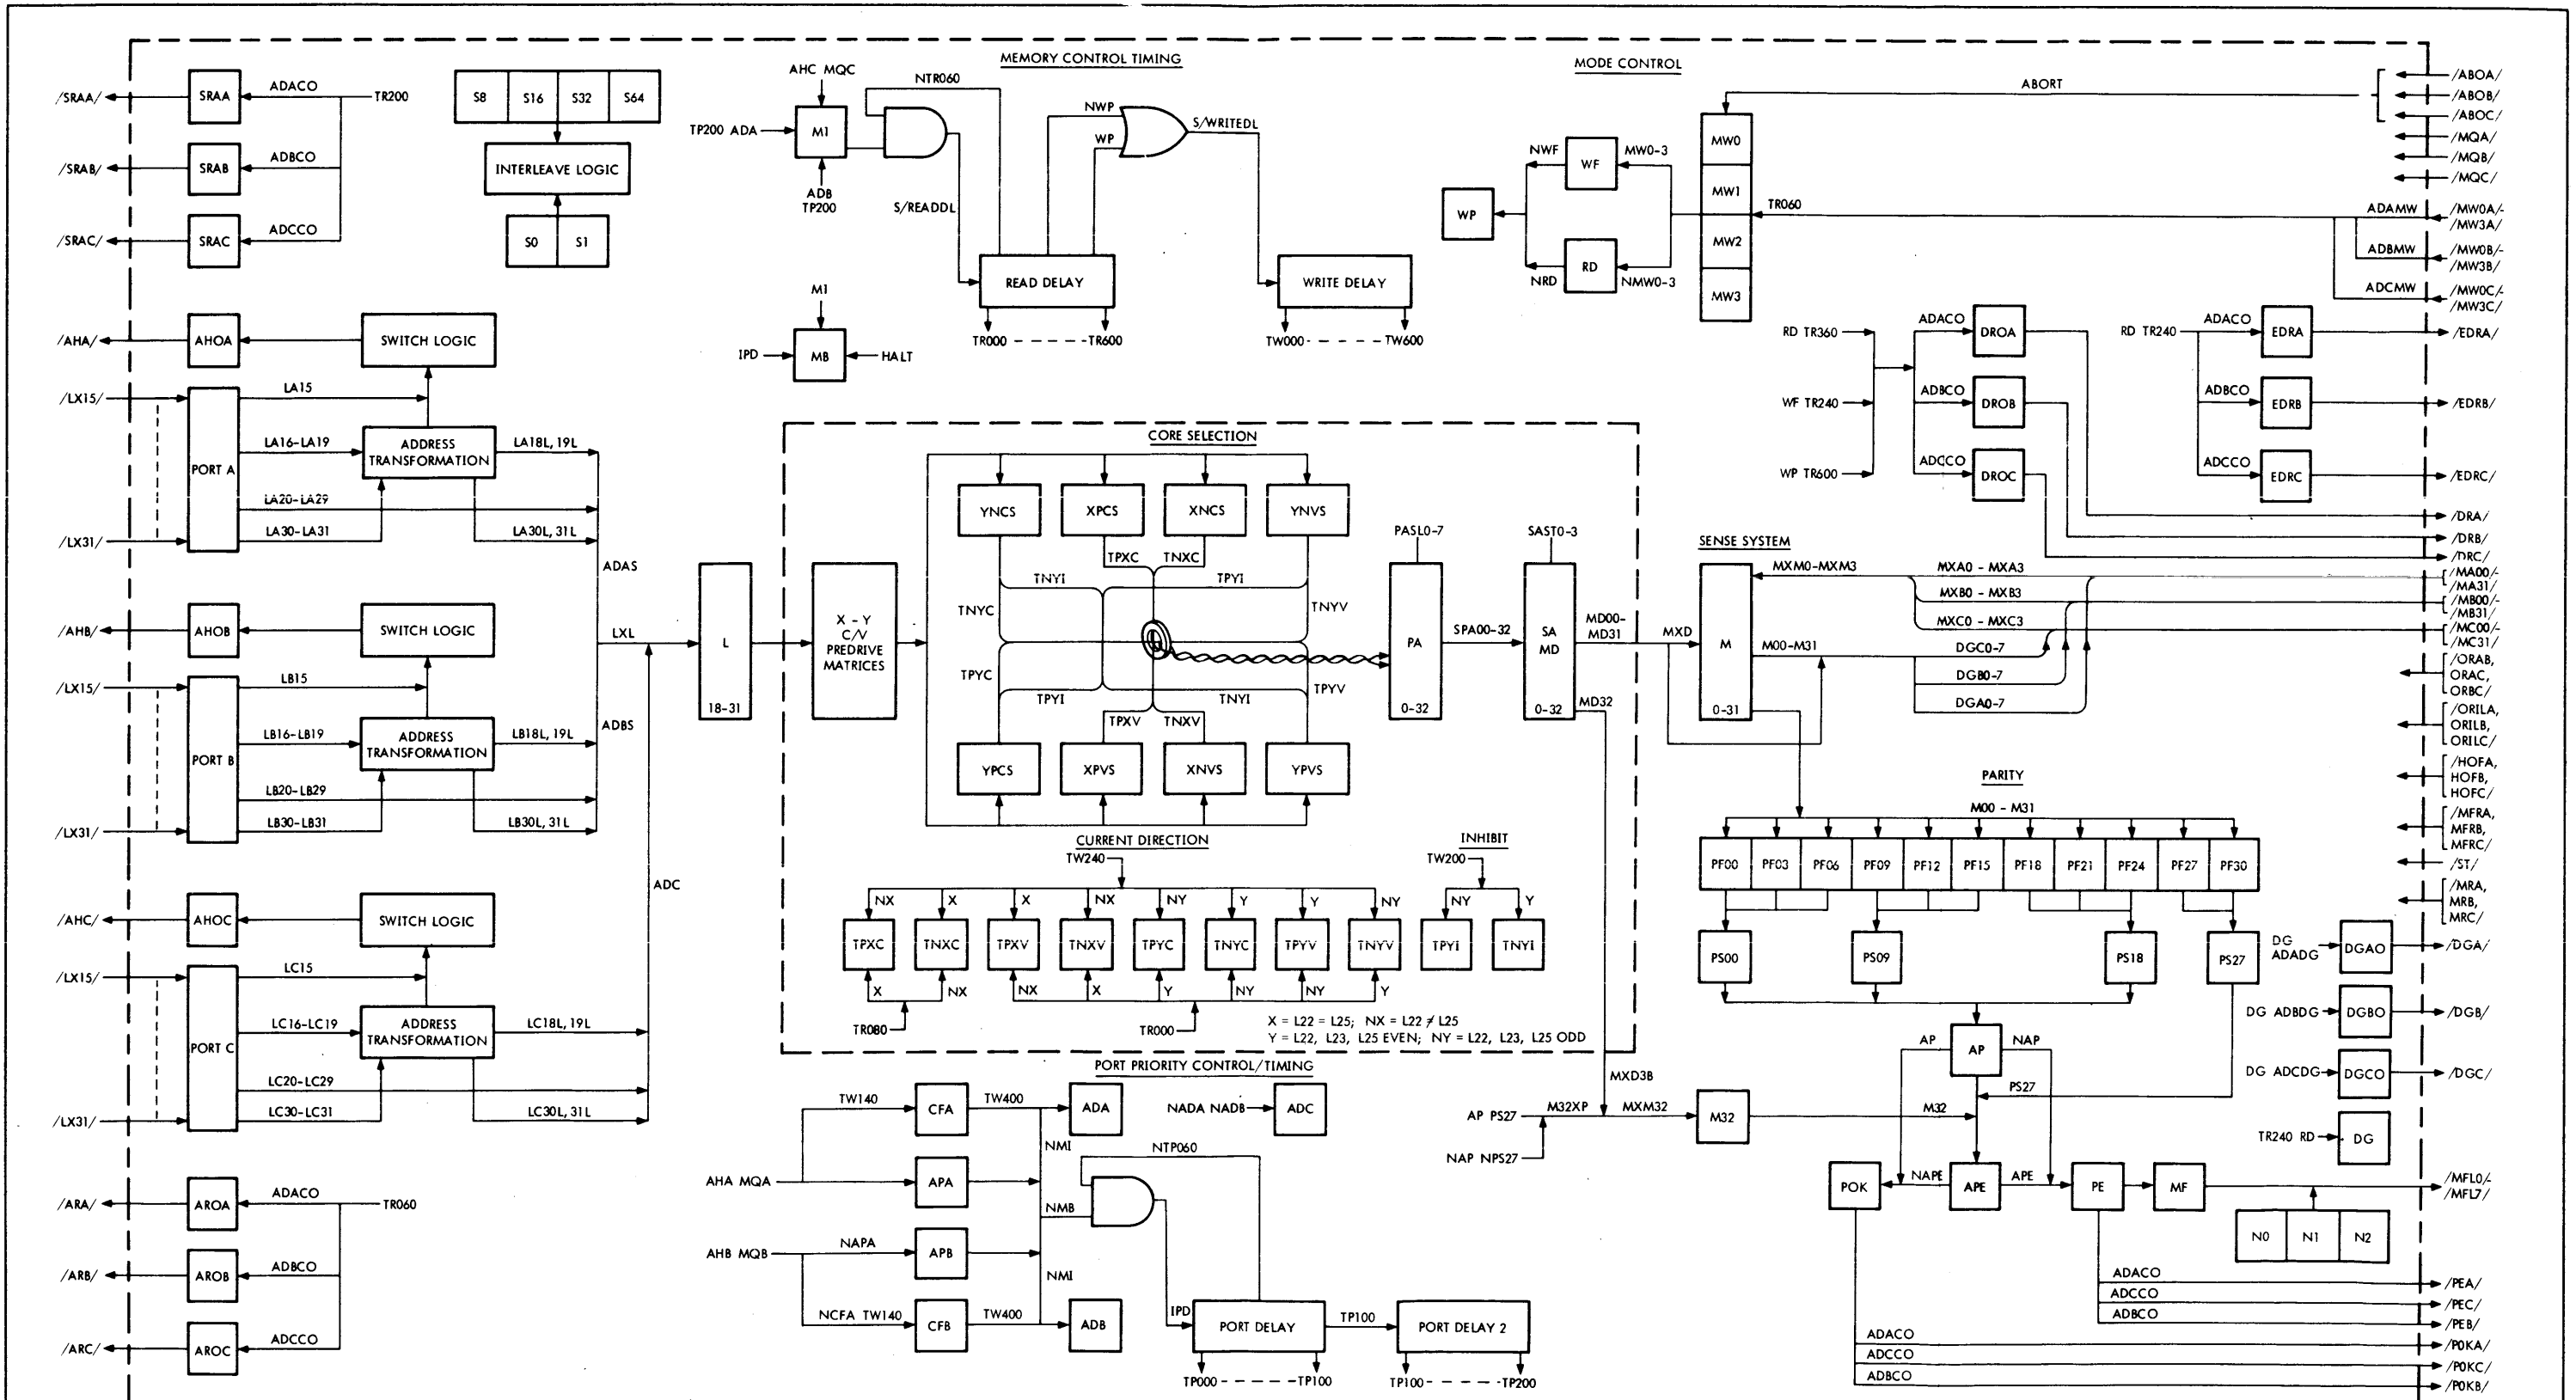 MEMORY CONTROL TIMING
MODE CONTROL
/SRAA/
SRAA
ADACO
TR200
/SRAB/
SRAB
ADBCO
/SRAC/
SRAC
ADCCO
S8
S16
S32
S64
INTERLEAVE LOGIC
S0
S1
AHC MQC
TP200 ADA
M1
ADB
TP200
NTR060
S/READDL
NWP
WP
S/WRITEDL
READ DELAY
TR000 - - - - - TR600
WRITE DELAY
TW000 - - - - - TW600
M1
IPD
MB
HALT
WP
NWF
WF
MW0-3
NRD
RD
NMW0-3
MW0
MW1
MW2
MW3
ABORT
TR060
/ABOA/
/ABOB/
/ABOC/
/MQA/
/MQB/
/MQC/
ADAMW
/MW0A/-
/MW3A/
ADBMW
/MW0B/-
/MW3B/
ADCMW
/MW0C/-
/MW3C/
RD TR360
WF TR240
WP TR600
ADACO
DROA
ADBCO
DROB
ADCCO
DROC
RD TR240
ADACO
EDRA
/EDRA/
ADBCO
EDRB
/EDRB/
ADCCO
EDRC
/EDRC/
/DRA/
/DRB/
/DRC/
/AHA/
AHOA
SWITCH LOGIC
/LX15/
LA15
PORT A
LA16-LA19
ADDRESS
TRANSFORMATION
LA18L, 19L
LA20-LA29
/LX31/
LA30-LA31
LA30L, 31L
ADAS
/AHB/
AHOB
SWITCH LOGIC
/LX15/
LB15
PORT B
LB16-LB19
ADDRESS
TRANSFORMATION
LB18L, 19L
LB20-LB29
/LX31/
LB30-LB31
LB30L, 31L
ADBS
LXL
ADC
/AHC/
AHOC
SWITCH LOGIC
/LX15/
LC15
PORT C
LC16-LC19
ADDRESS
TRANSFORMATION
LC18L, 19L
LC20-LC29
/LX31/
LC30-LC31
LC30L, 31L
L
18-31
X - Y
C/V
PREDRIVE
MATRICES
CORE SELECTION
YNCS
XPCS
XNCS
YNVS
TPXC
TNXC
TNYI
TPYI
TNYC
TNYV
TPYC
TPYV
TPYI
TNYI
TPXV
TNXV
YPCS
XPVS
XNVS
YPVS
PASL0-7
PA
0-32
SPA00-32
SAST0-3
SA
MD
0-32
MD00-
MD31
MD32
MXD
SENSE SYSTEM
M
0-31
MXM0-MXM3
MXA0 - MXA3
MXB0 - MXB3
MXC0 - MXC3
M00-M31
DGC0-7
DGB0-7
DGA0-7
/MA00/-
/MA31/
/MB00/-
/MB31/
/MC00/-
/MC31/
/ORAB,
ORAC,
ORBC/
/ORILA,
ORILB,
ORILC/
/HOFA,
HOFB,
HOFC/
/MFRA,
MFRB,
MFRC/
/ST/
/MRA,
MRB,
MRC/
CURRENT DIRECTION
TW240
INHIBIT
TW200
NX
X
X
NX
NY
Y
Y
NY
NY
Y
TPXC
TNXC
TPXV
TNXV
TPYC
TNYC
TPYV
TNYV
TPYI
TNYI
X
NX
NX
X
Y
NY
NY
Y
TR080
TR000
X = L22 = L25; NX = L22 ≠ L25
Y = L22, L23, L25 EVEN; NY = L22, L23, L25 ODD
PARITY
M00 - M31
PF00
PF03
PF06
PF09
PF12
PF15
PF18
PF21
PF24
PF27
PF30
PS00
PS09
PS18
PS27
AP
AP
NAP
PS27
MXD3B
AP PS27
M32XP
MXM32
M32
M32
NAP NPS27
POK
NAPE
APE
APE
PE
MF
/MFL0/-
/MFL7/
N0
N1
N2
DG
ADADG
DGAO
/DGA/
DG ADBDG
DGBO
/DGB/
DG ADCDG
DGCO
/DGC/
TR240 RD
DG
ADACO
/PEA/
ADCCO
/PEC/
ADBCO
/PEB/
ADACO
/POKA/
ADCCO
/POKC/
ADBCO
/POKB/
PORT PRIORITY CONTROL/TIMING
TW140
CFA
TW400
ADA
NADA NADB
ADC
NMI
AHA MQA
APA
NTP060
NMB
AHB MQB
NAPA
APB
NMI
NCFA TW140
CFB
TW400
ADB
IPD
PORT DELAY
TP100
PORT DELAY 2
TP000 - - - - - TP100
TP100 - - - - - TP200
/ARA/
AROA
ADACO
TR060
/ARB/
AROB
ADBCO
/ARC/
AROC
ADCCO